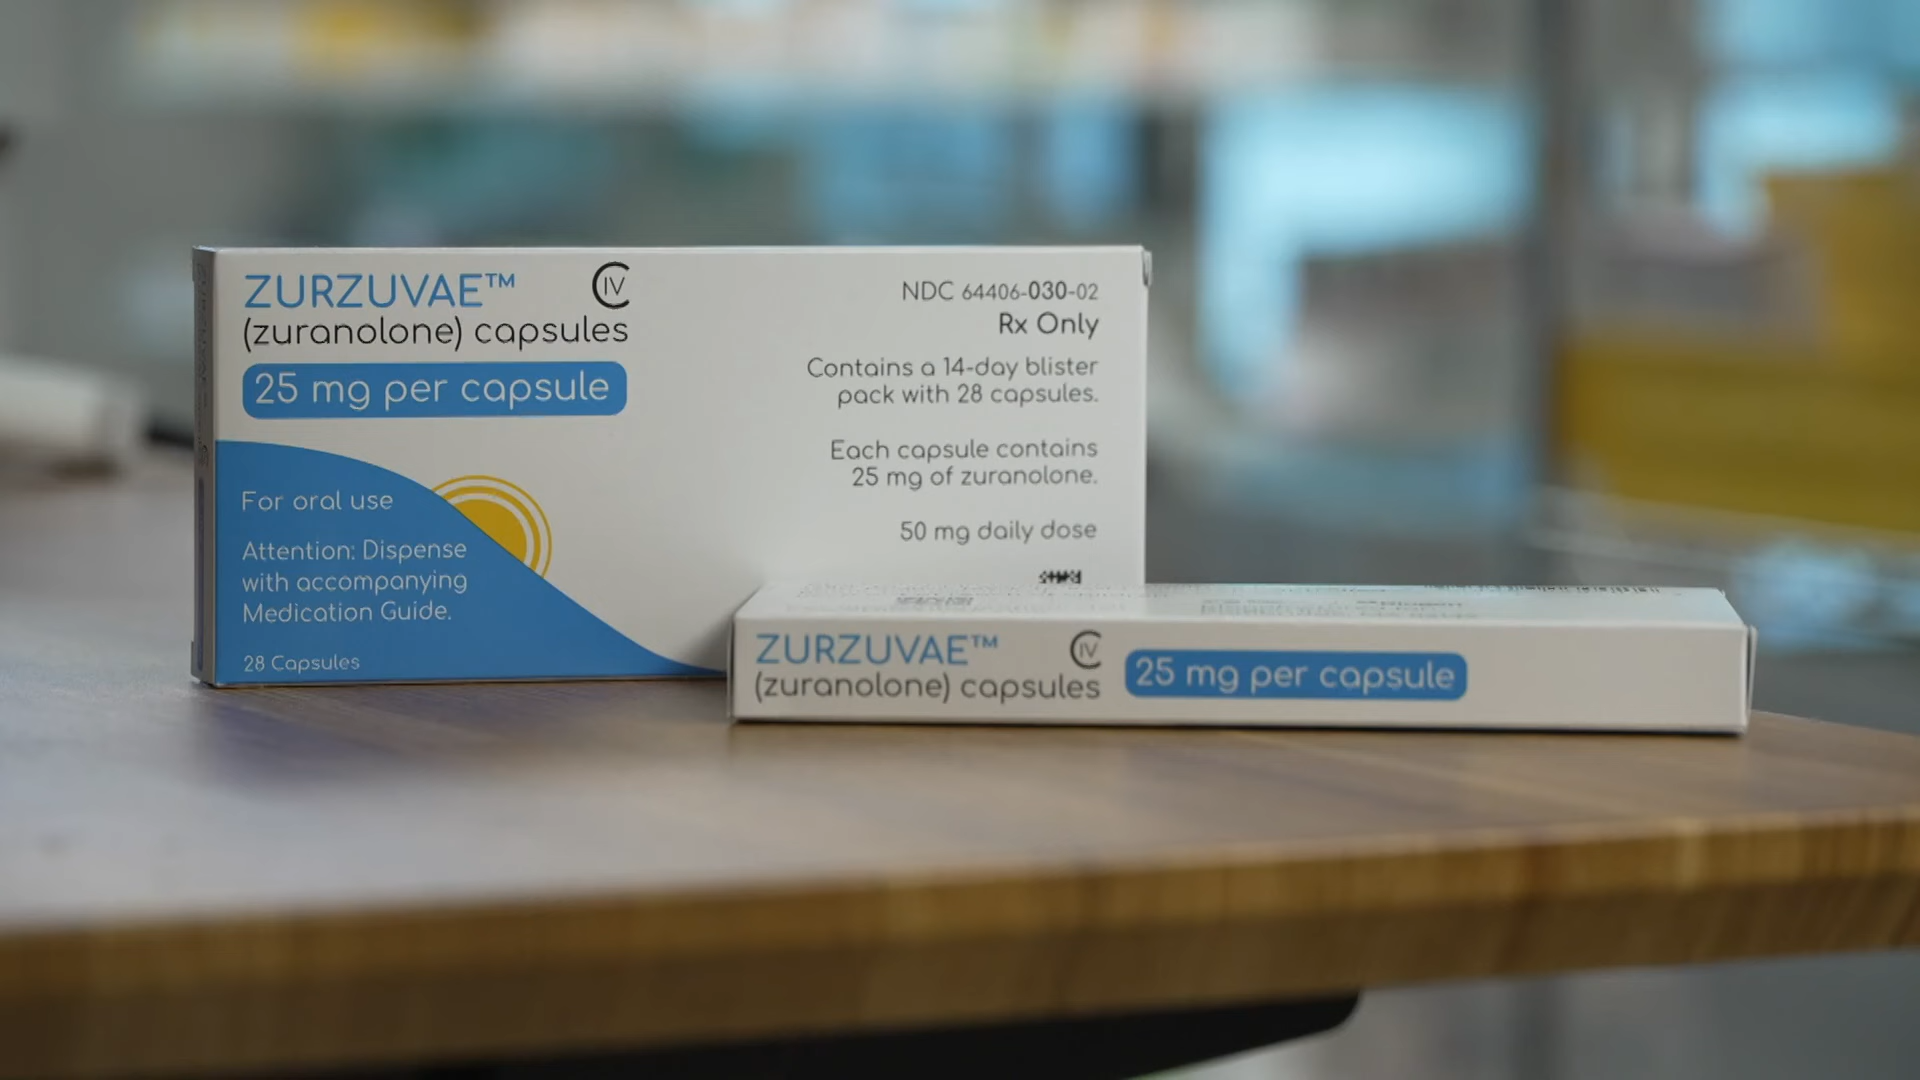 ZURZUVAE™ CIV
(zuranolone) capsules
25 mg per capsule
For oral use
Attention: Dispense
with accompanying
Medication Guide.
28 Capsules
NDC 64406-030-02
Rx Only
Contains a 14-day blister
pack with 28 capsules.
Each capsule contains
25 mg of zuranolone.
50 mg daily dose
ZURZUVAE™ CIV
(zuranolone) capsules
25 mg per capsule